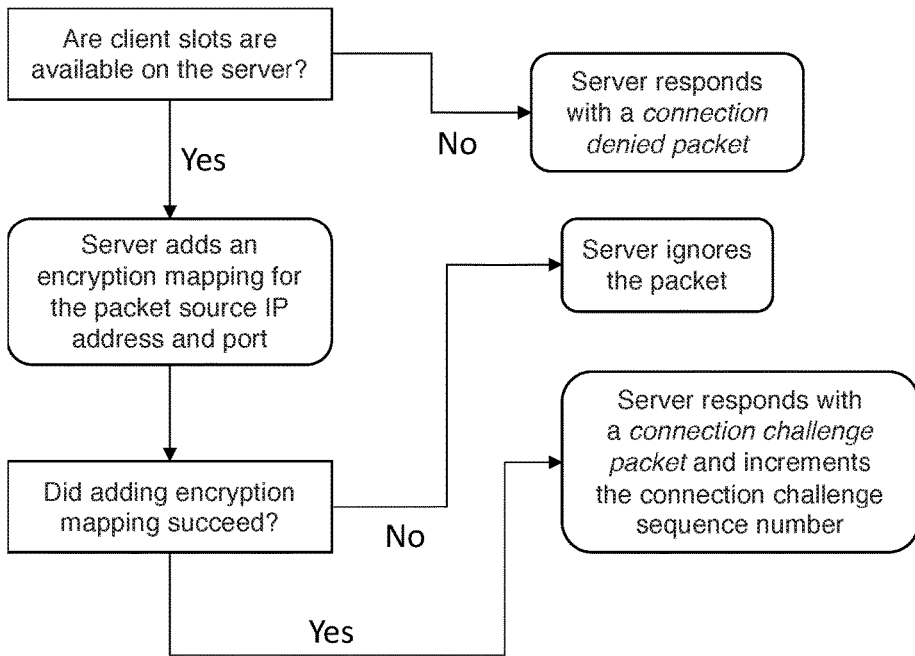 Are client slots are
available on the server?
Server responds
with a connection
denied packet
No
Yes
Server adds an
encryption mapping for
the packet source IP
address and port
Server ignores
the packet
Server responds with
a connection challenge
packet and increments
the connection challenge
sequence number
Did adding encryption
mapping succeed?
No
Yes